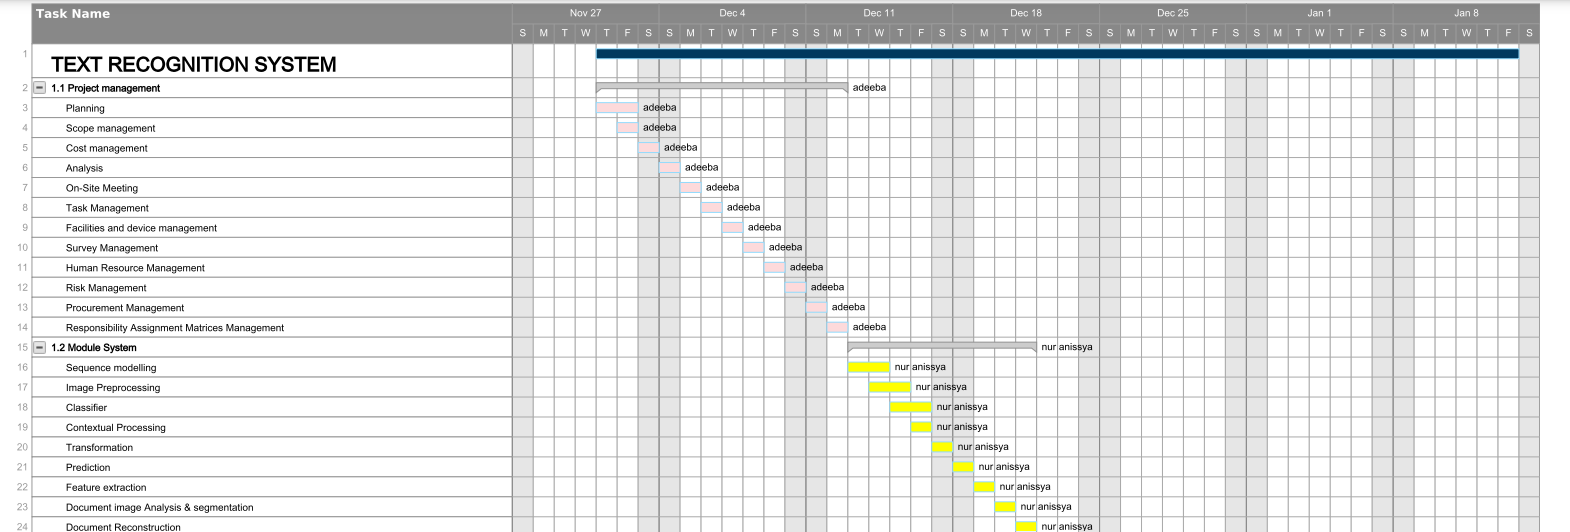 Task Name
Nov 27 Dec 4 Dec 11 Dec 18 Dec 25 Jan 1 Jan 8
S M T W T F S S M T W T F S S M T W T F S S M T W T F S S M T W T F S S M T W T F S S M T W T F S
1 TEXT RECOGNITION SYSTEM
2 1.1 Project management adeeba
3 Planning adeeba
4 Scope management adeeba
5 Cost management adeeba
6 Analysis adeeba
7 On-Site Meeting adeeba
8 Task Management adeeba
9 Facilities and device management adeeba
10 Survey Management adeeba
11 Human Resource Management adeeba
12 Risk Management adeeba
13 Procurement Management adeeba
14 Responsibility Assignment Matrices Management adeeba
15 1.2 Module System nur anissya
16 Sequence modelling nur anissya
17 Image Preprocessing nur anissya
18 Classifier nur anissya
19 Contextual Processing nur anissya
20 Transformation nur anissya
21 Prediction nur anissya
22 Feature extraction nur anissya
23 Document image Analysis & segmentation nur anissya
24 Document Reconstruction nur anissya